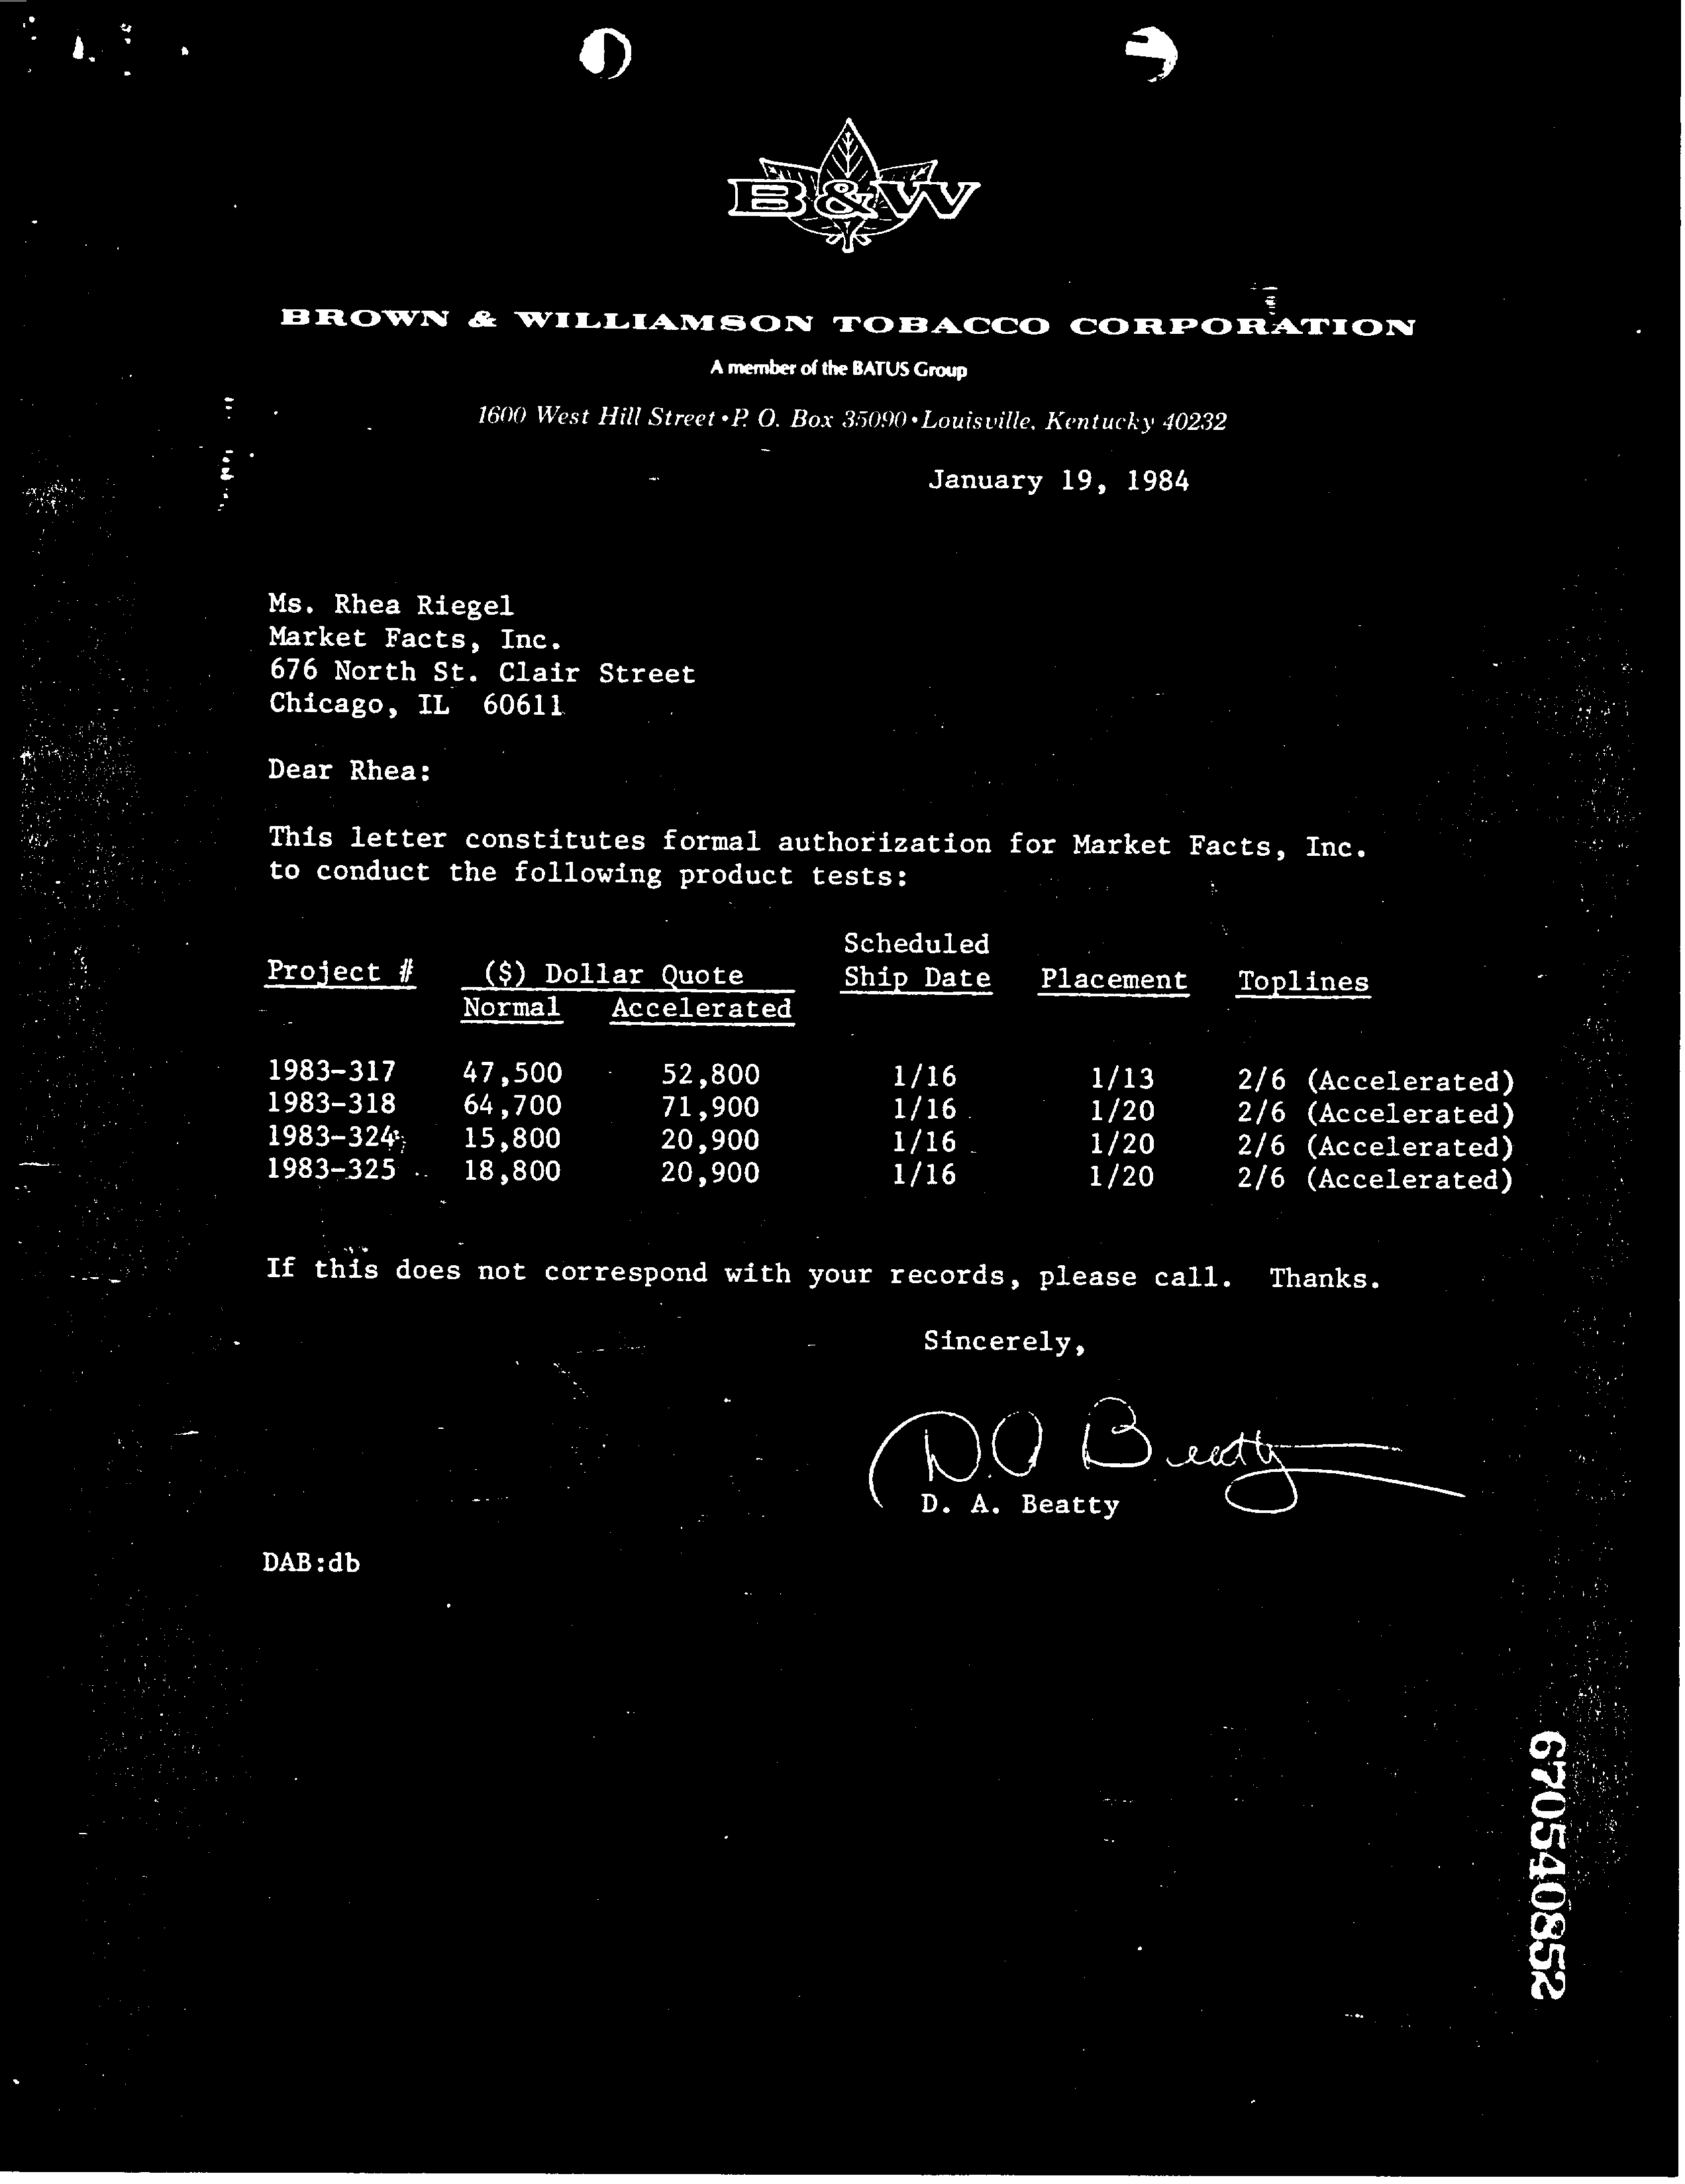 B&W
BROWN & WILLIAMSON TOBACCO CORPORATION
A member of the BATUS Group
1600 West Hill Street • P. O. Box 35090 • Louisville, Kentucky 40232
January 19, 1984
Ms. Rhea Riegel
Market Facts, Inc.
676 North St. Clair Street
Chicago, IL 60611
Dear Rhea:
This letter constitutes formal authorization for Market Facts, Inc.
to conduct the following product tests:
Scheduled
Project # ($) Dollar Quote Ship Date Placement Toplines
Normal Accelerated
1983-317 47,500 52,800 1/16 1/13 2/6 (Accelerated)
1983-318 64,700 71,900 1/16 1/20 2/6 (Accelerated)
1983-324 15,800 20,900 1/16 1/20 2/6 (Accelerated)
1983-325 18,800 20,900 1/16 1/20 2/6 (Accelerated)
If this does not correspond with your records, please call. Thanks.
Sincerely,
D.A Beatty
D. A. Beatty
DAB:db
670540852